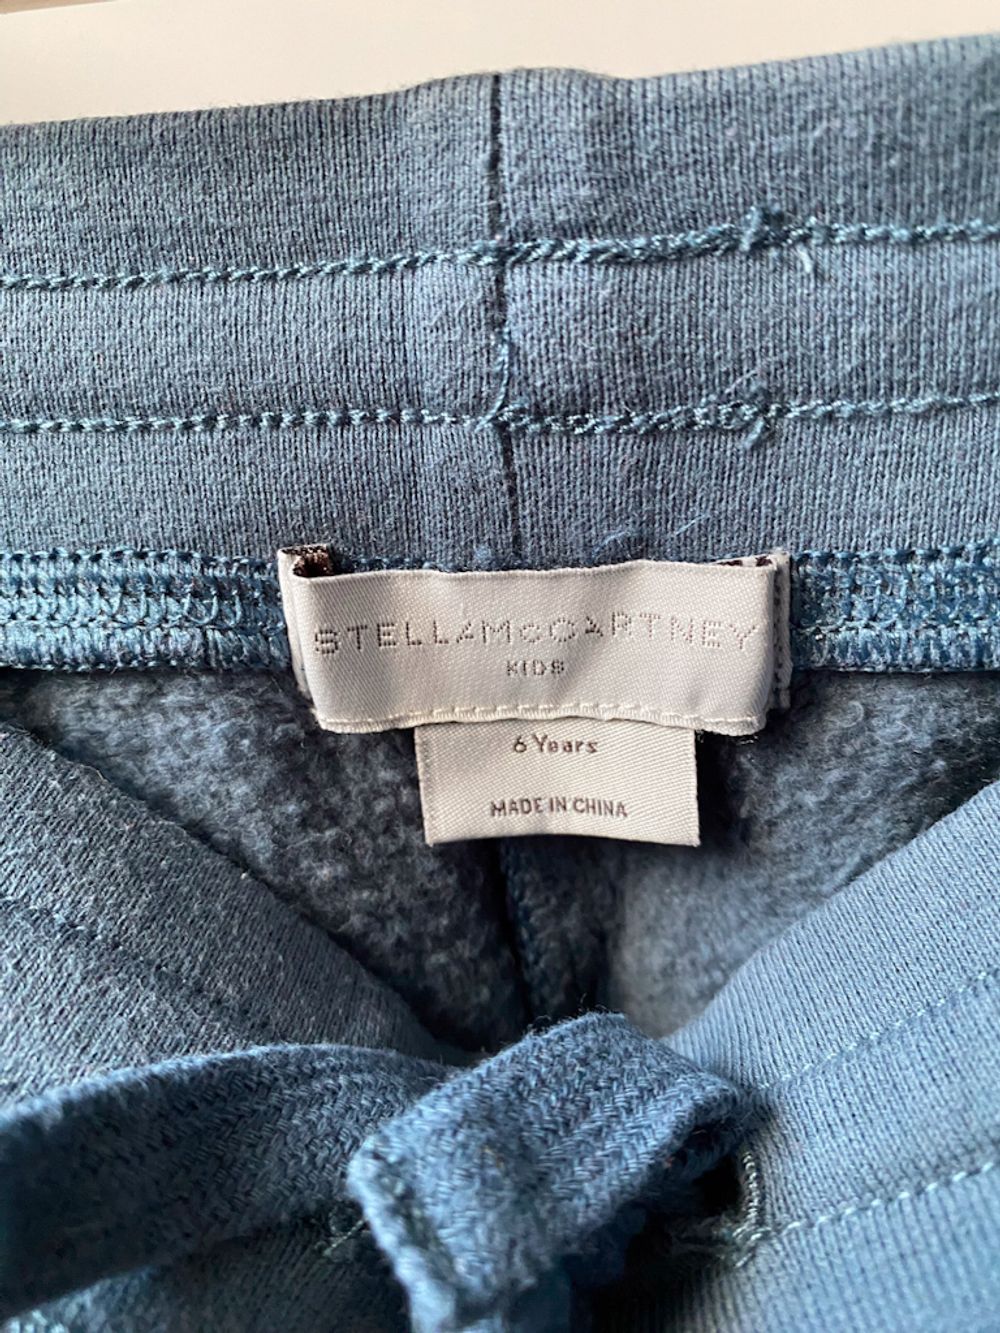 STELLAMcCARTNEY
KIDS
6 Years
MADE IN CHINA